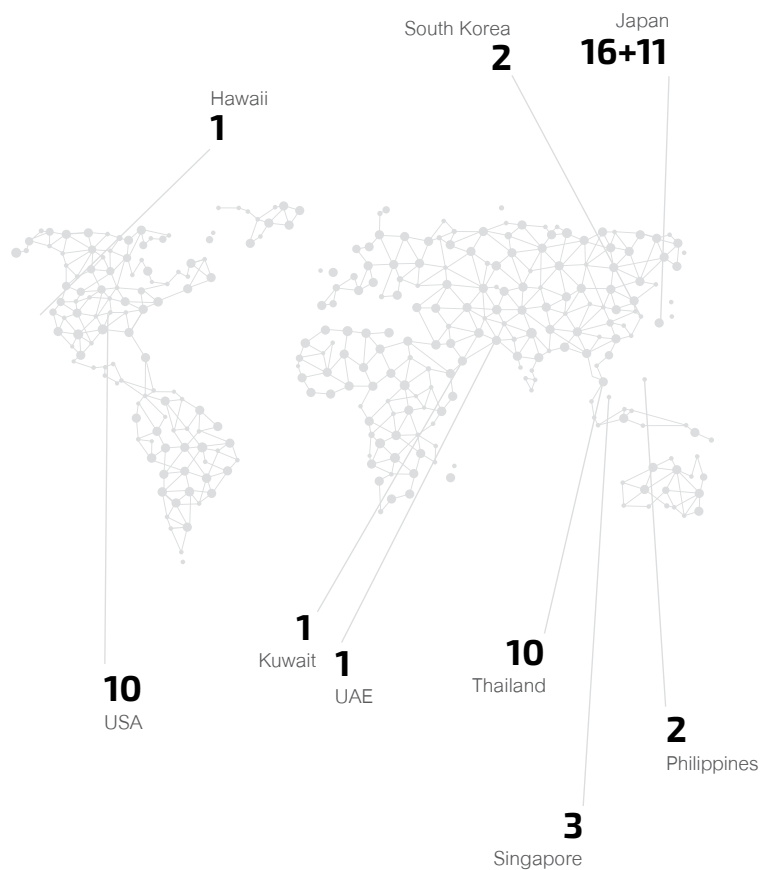 South Korea
2
Japan
16+11
Hawaii
1
1
Kuwait
1
UAE
10
Thailand
10
USA
2
Philippines
3
Singapore